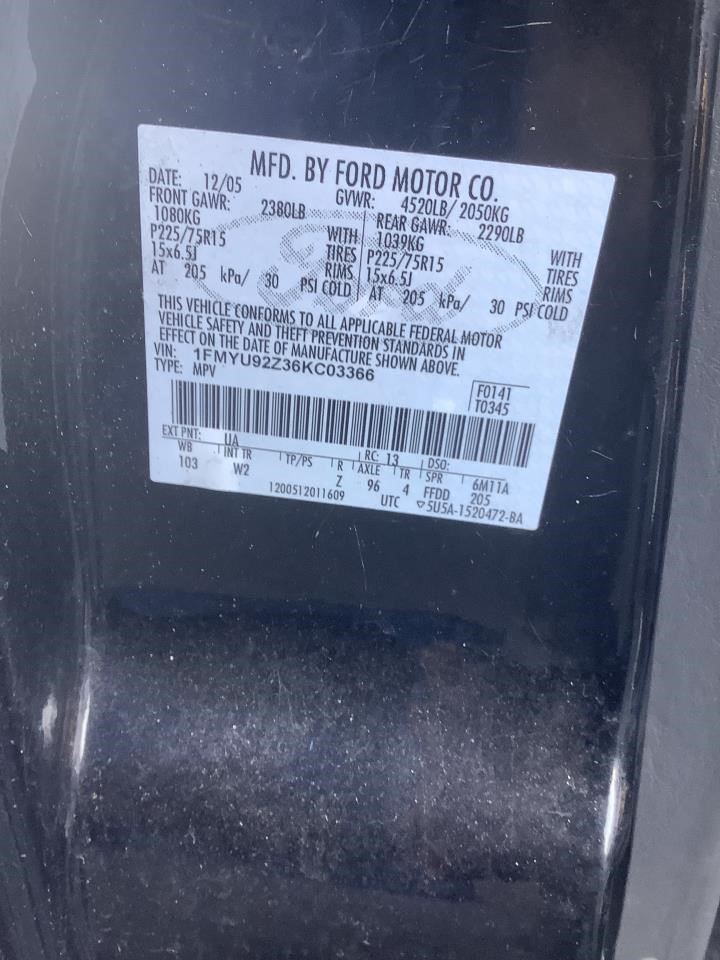 MFD. BY FORD MOTOR CO.
DATE: 12/05 GVWR: 4520LB/ 2050KG
FRONT GAWR: 2380LB REAR GAWR: 2290LB
1080KG WITH 1039KG WITH
P225/75R15 TIRES P225/75R15 TIRES
15x6.5J RIMS 15x6.5J RIMS
AT 205 kPa/ 30 PSI COLD AT 205 kPa/ 30 PSI COLD
Ford
THIS VEHICLE CONFORMS TO ALL APPLICABLE FEDERAL MOTOR
VEHICLE SAFETY AND THEFT PREVENTION STANDARDS IN
EFFECT ON THE DATE OF MANUFACTURE SHOWN ABOVE.
VIN: 1FMYU92Z36KC03366
TYPE: MPV
F0141
T0345
EXT PNT: UA RC: 13 DSO:
WB INT TR TP/PS R AXLE TR SPR 6M11A
103 W2 Z 96 4 FFDD 205
1200512011609 UTC ▽5U5A-1520472-BA